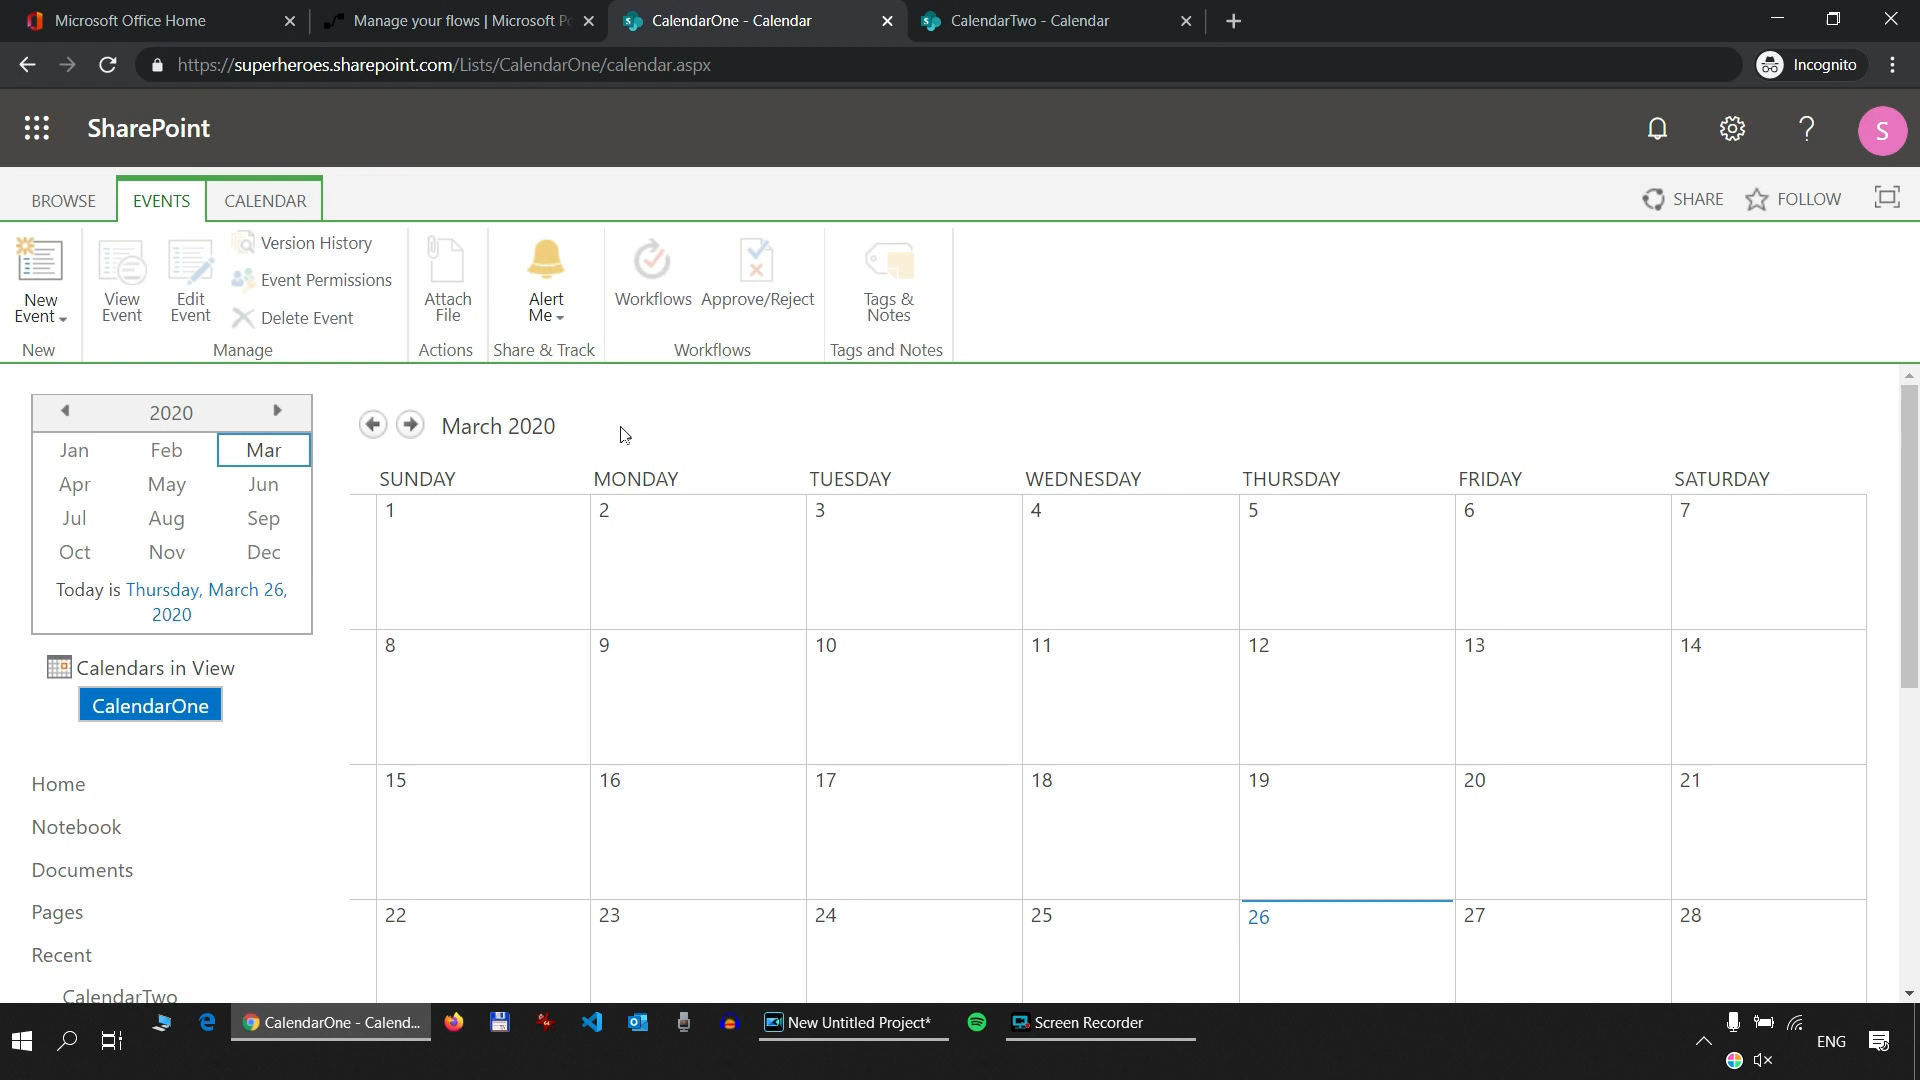 Microsoft Office Home
Manage your flows | Microsoft Po
CalendarOne - Calendar
CalendarTwo - Calendar
https://superheroes.sharepoint.com/Lists/CalendarOne/calendar.aspx
Incognito
SharePoint
S
BROWSE
EVENTS
CALENDAR
SHARE
FOLLOW
New Event
View Event
Edit Event
Version History
Event Permissions
Delete Event
Attach File
Alert Me
Workflows
Approve/Reject
Tags & Notes
New
Manage
Actions
Share & Track
Workflows
Tags and Notes
2020
Jan Feb Mar
Apr May Jun
Jul Aug Sep
Oct Nov Dec
Today is Thursday, March 26,
2020
Calendars in View
CalendarOne
Home
Notebook
Documents
Pages
Recent
CalendarTwo
March 2020
SUNDAY MONDAY TUESDAY WEDNESDAY THURSDAY FRIDAY SATURDAY
1 2 3 4 5 6 7
8 9 10 11 12 13 14
15 16 17 18 19 20 21
22 23 24 25 26 27 28
CalendarOne - Calend...
New Untitled Project*
Screen Recorder
ENG